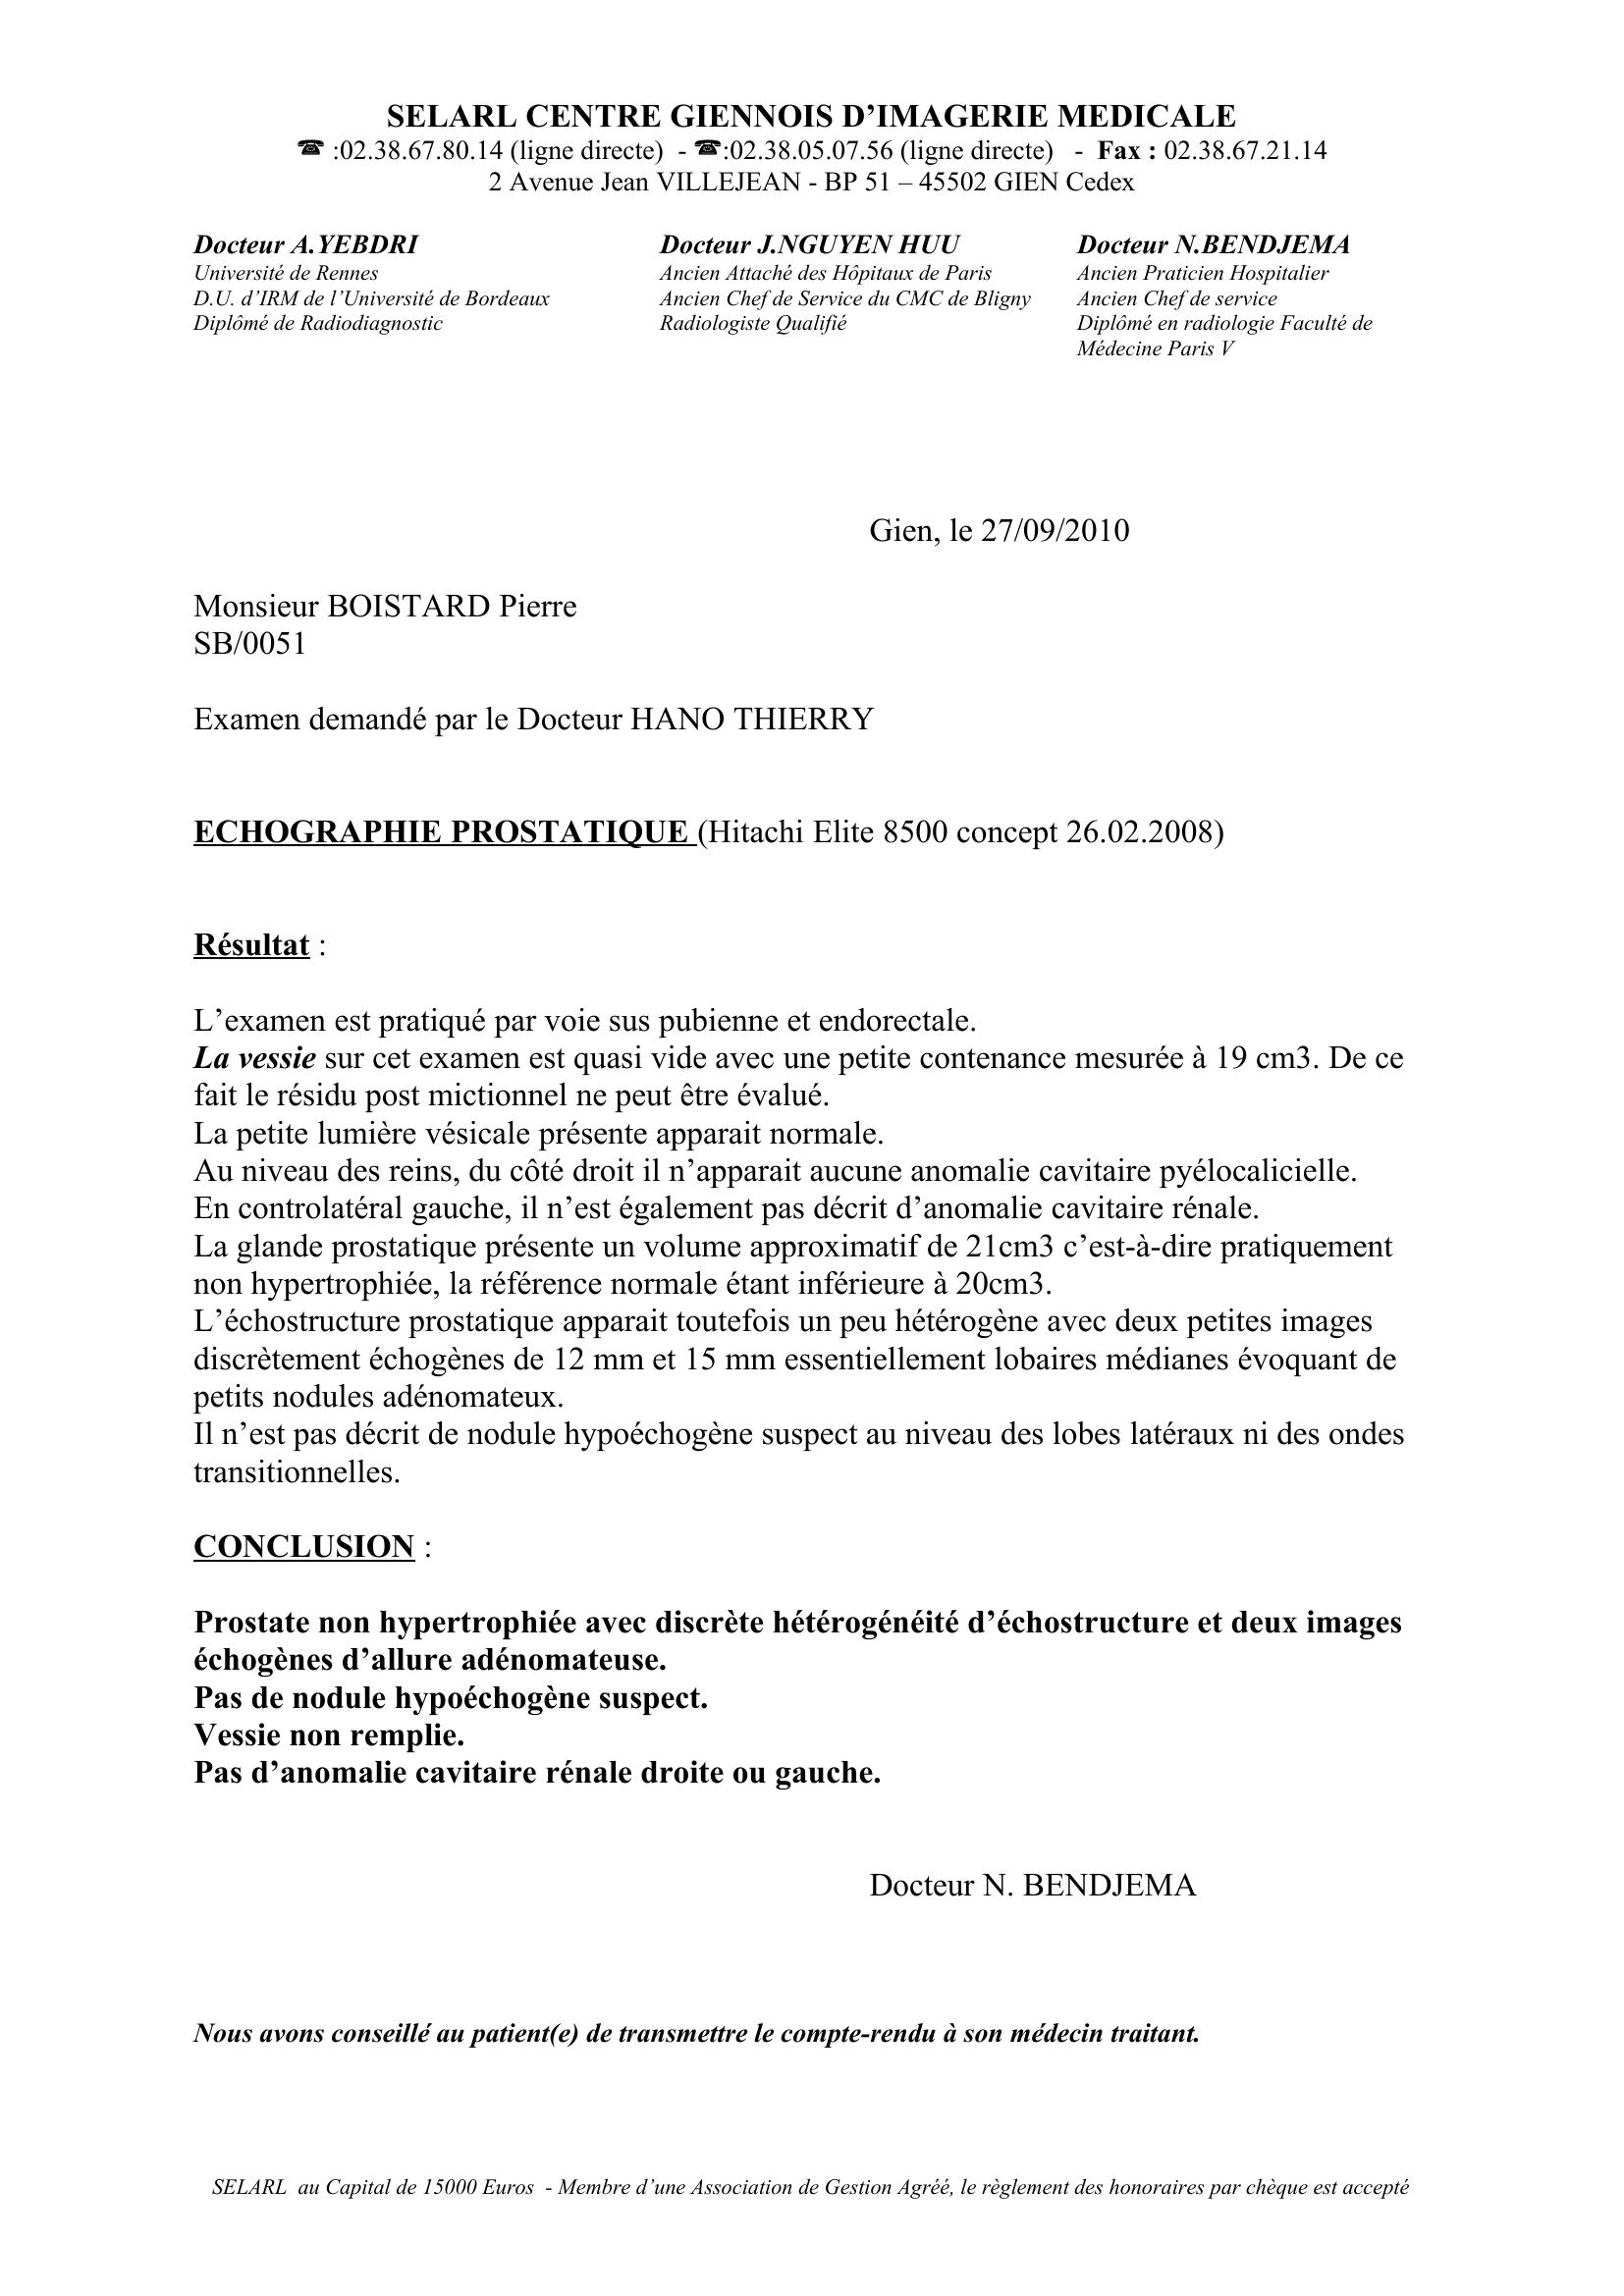 SELARL CENTRE GIENNOIS D’IMAGERIE MEDICALE
☎ :02.38.67.80.14 (ligne directe) - ☎:02.38.05.07.56 (ligne directe) - Fax : 02.38.67.21.14
2 Avenue Jean VILLEJEAN - BP 51 – 45502 GIEN Cedex
Docteur A.YEBDRI
Université de Rennes
D.U. d’IRM de l’Université de Bordeaux
Diplômé de Radiodiagnostic
Docteur J.NGUYEN HUU
Ancien Attaché des Hôpitaux de Paris
Ancien Chef de Service du CMC de Bligny
Radiologiste Qualifié
Docteur N.BENDJEMA
Ancien Praticien Hospitalier
Ancien Chef de service
Diplômé en radiologie Faculté de
Médecine Paris V
Gien, le 27/09/2010
Monsieur BOISTARD Pierre
SB/0051
Examen demandé par le Docteur HANO THIERRY
ECHOGRAPHIE PROSTATIQUE (Hitachi Elite 8500 concept 26.02.2008)
Résultat :
L’examen est pratiqué par voie sus pubienne et endorectale.
La vessie sur cet examen est quasi vide avec une petite contenance mesurée à 19 cm3. De ce
fait le résidu post mictionnel ne peut être évalué.
La petite lumière vésicale présente apparait normale.
Au niveau des reins, du côté droit il n’apparait aucune anomalie cavitaire pyélocalicielle.
En controlatéral gauche, il n’est également pas décrit d’anomalie cavitaire rénale.
La glande prostatique présente un volume approximatif de 21cm3 c’est-à-dire pratiquement
non hypertrophiée, la référence normale étant inférieure à 20cm3.
L’échostructure prostatique apparait toutefois un peu hétérogène avec deux petites images
discrètement échogènes de 12 mm et 15 mm essentiellement lobaires médianes évoquant de
petits nodules adénomateux.
Il n’est pas décrit de nodule hypoéchogène suspect au niveau des lobes latéraux ni des ondes
transitionnelles.
CONCLUSION :
Prostate non hypertrophiée avec discrète hétérogénéité d’échostructure et deux images
échogènes d’allure adénomateuse.
Pas de nodule hypoéchogène suspect.
Vessie non remplie.
Pas d’anomalie cavitaire rénale droite ou gauche.
Docteur N. BENDJEMA
Nous avons conseillé au patient(e) de transmettre le compte-rendu à son médecin traitant.
SELARL au Capital de 15000 Euros - Membre d’une Association de Gestion Agréé, le règlement des honoraires par chèque est accepté